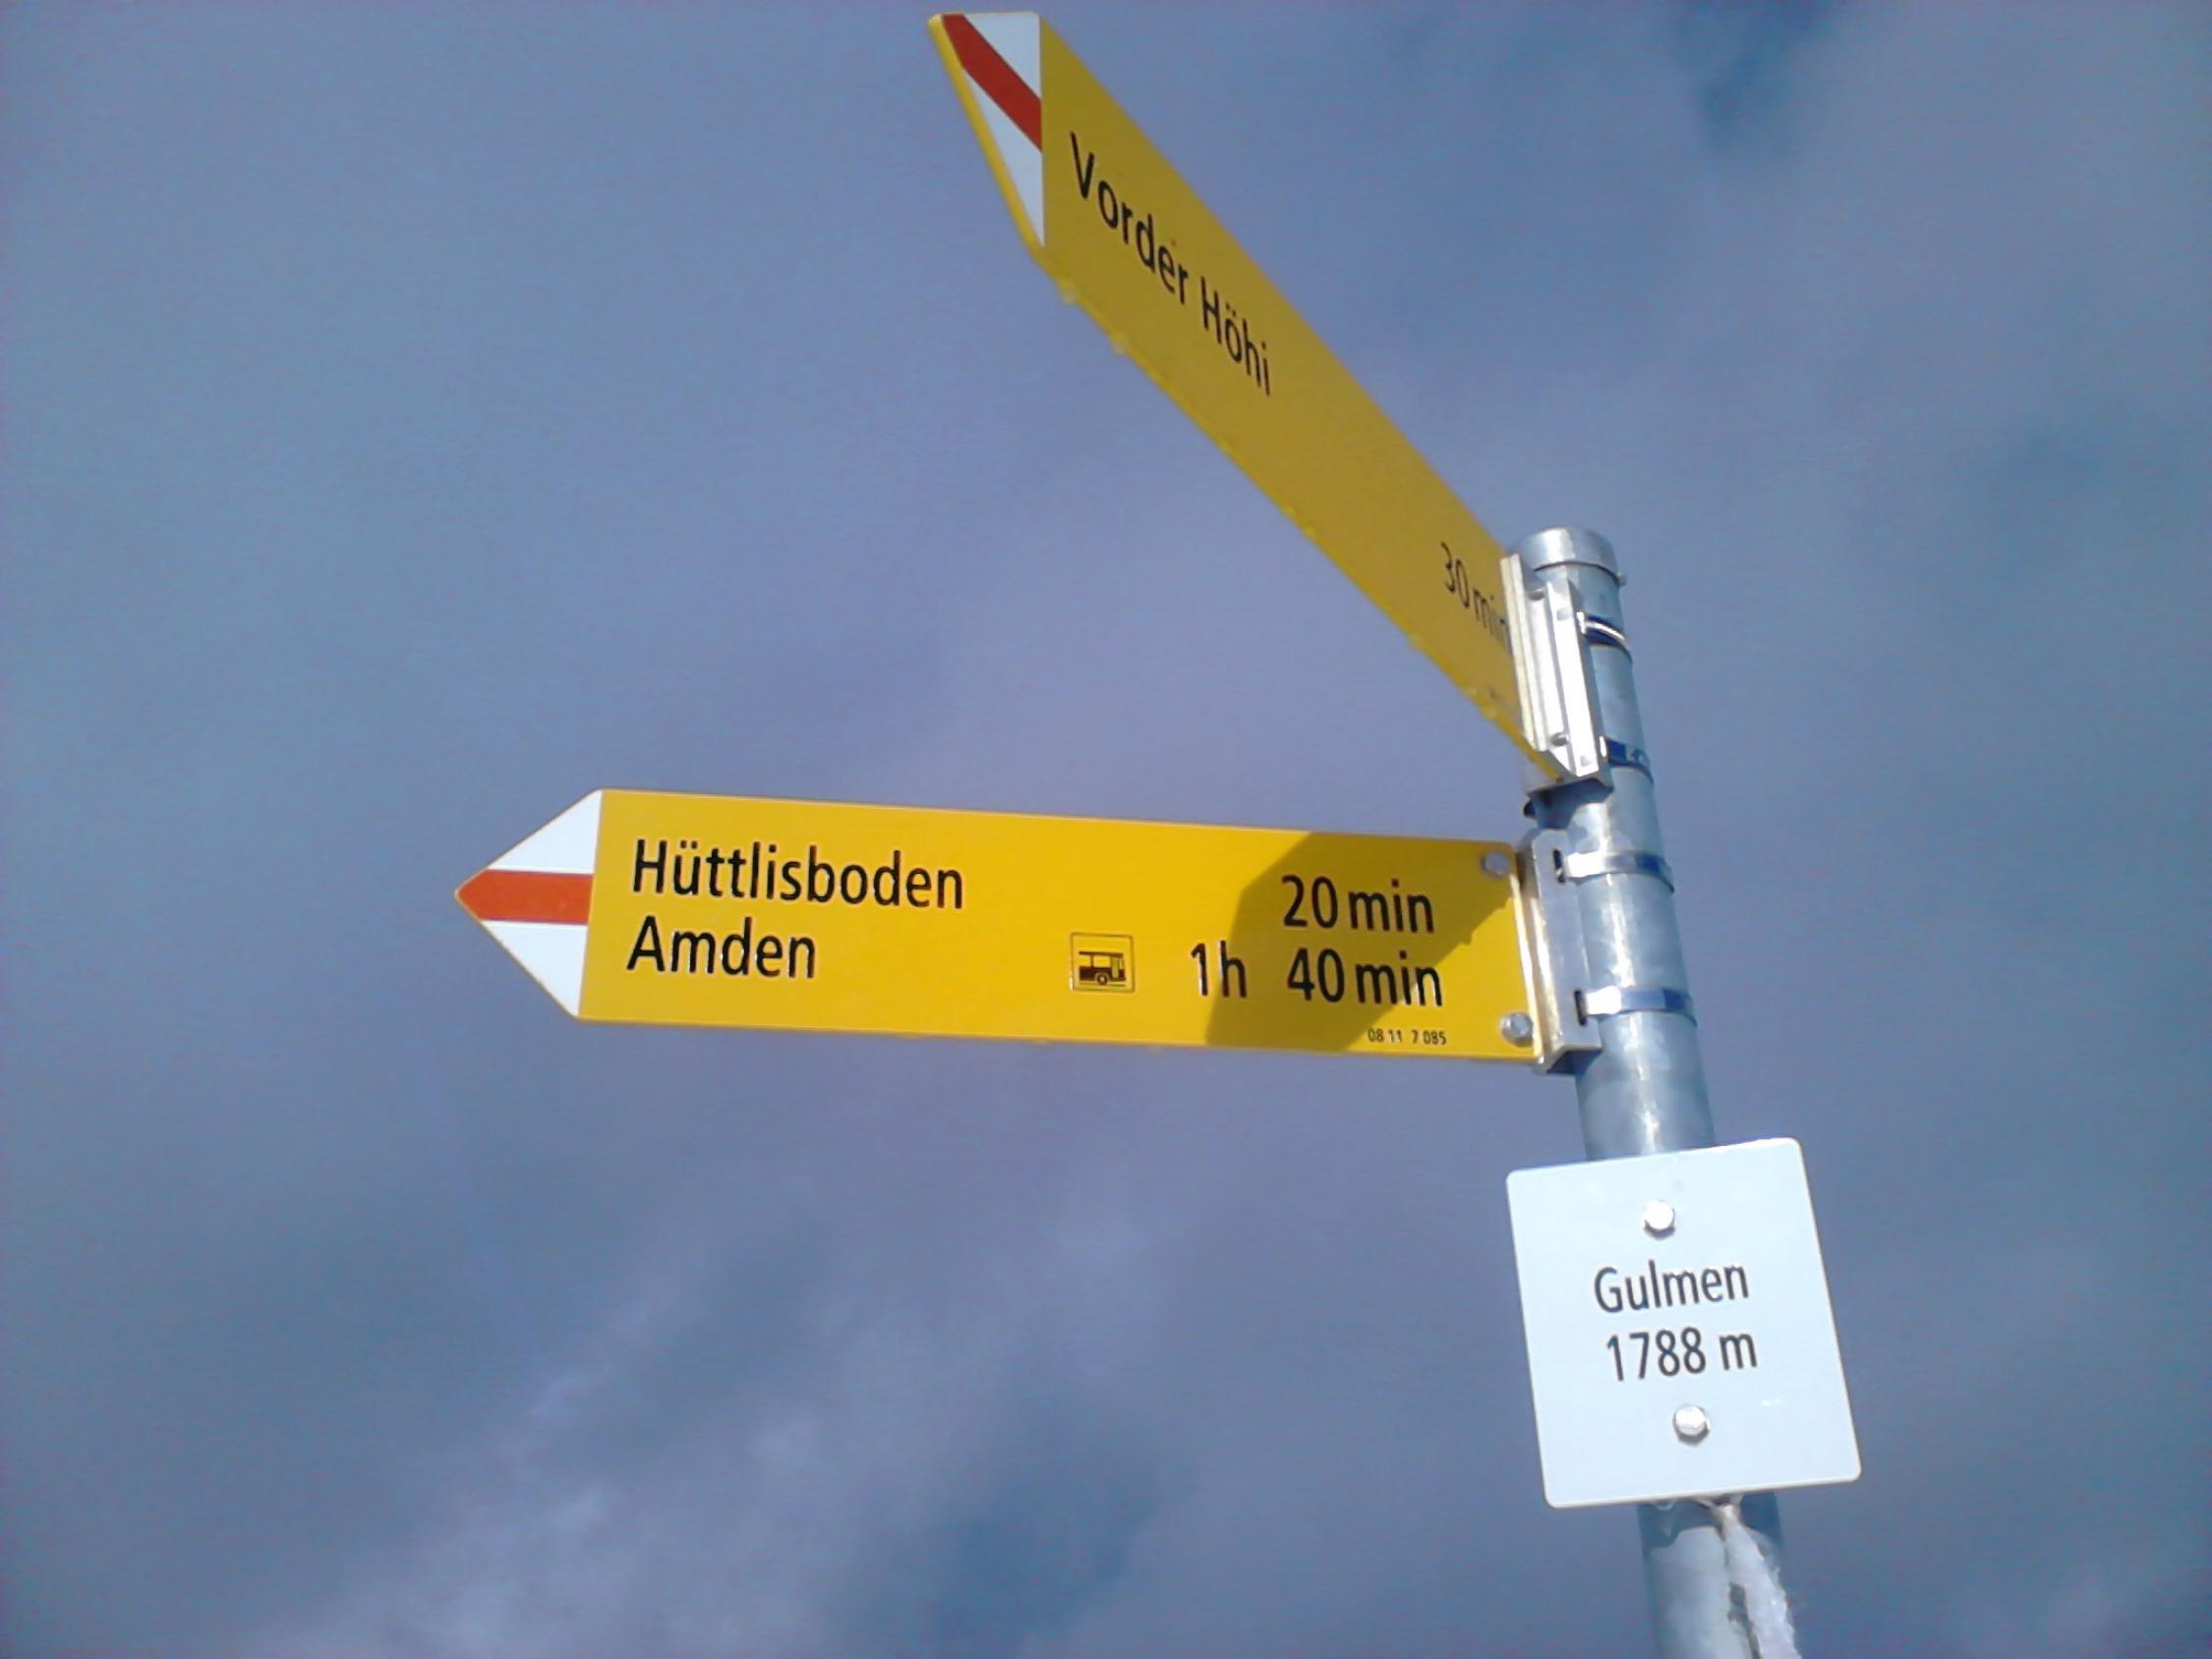 Vorder Höhi
30 min
Hüttlisboden 20 min
Amden 1h 40 min
08 11 7 085
Gulmen
1788 m